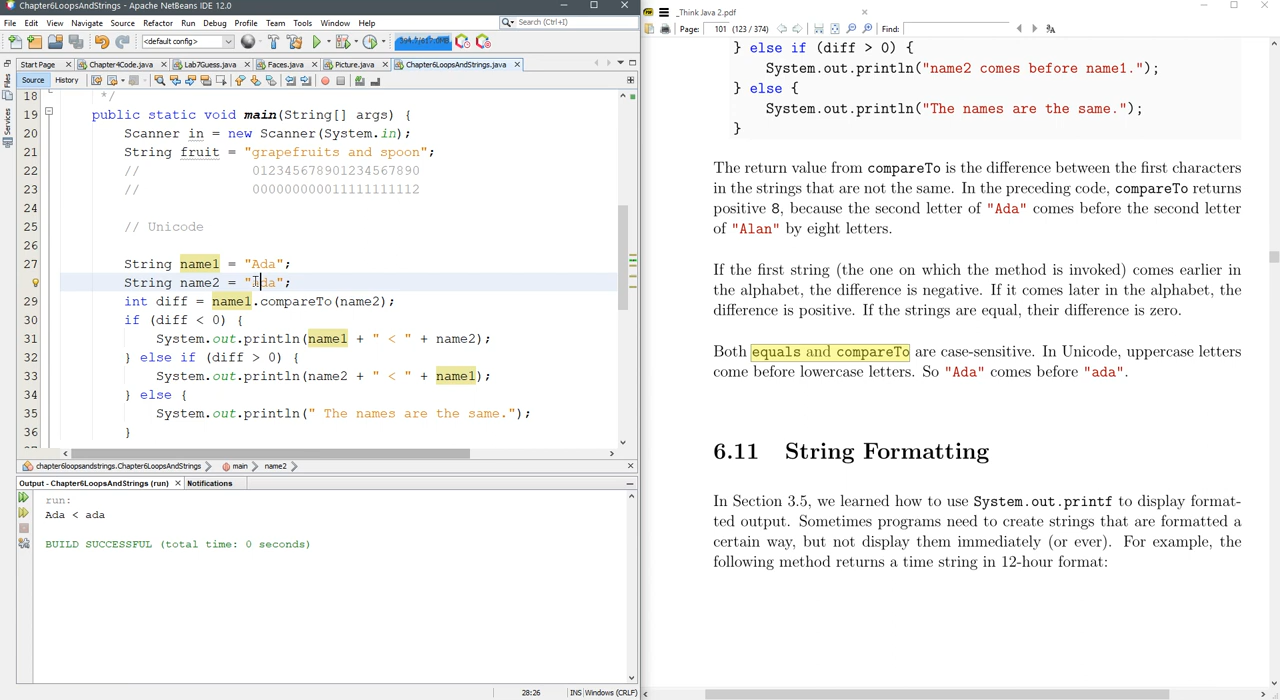 Chapter6LoopsAndStrings - Apache NetBeans IDE 12.0
File Edit View Navigate Source Refactor Run Debug Profile Team Tools Window Help
Search (Ctrl+I)
<default config>
Start Page Chapter4Code.java Lab7Guess.java Faces.java Picture.java Chapter6LoopsAndStrings.java
Source History
Files
Services
18 */
19 public static void main(String[] args) {
20 Scanner in = new Scanner(System.in);
21 String fruit = "grapefruits and spoon";
22 // 012345678901234567890
23 // 000000000011111111112
24
25 // Unicode
26
27 String name1 = "Ada";
String name2 = "
da";
29 int diff = name1.compareTo(name2);
30 if (diff < 0) {
31 System.out.println(name1 + " < " + name2);
32 } else if (diff > 0) {
33 System.out.println(name2 + " < " + name1);
34 } else {
35 System.out.println(" The names are the same.");
36 }
chapter6loopsandstrings.Chapter6LoopsAndStrings main name2
Output - Chapter6LoopsAndStrings (run) Notifications
run:
Ada < ada
BUILD SUCCESSFUL (total time: 0 seconds)
28:26 INS Windows (CRLF)
_Think Java 2.pdf
Page: 101 (123 / 374) Find:
} else if (diff > 0) {
System.out.println("name2 comes before name1.");
} else {
System.out.println("The names are the same.");
}
The return value from compareTo is the difference between the first characters
in the strings that are not the same. In the preceding code, compareTo returns
positive 8, because the second letter of "Ada" comes before the second letter
of "Alan" by eight letters.
If the first string (the one on which the method is invoked) comes earlier in
the alphabet, the difference is negative. If it comes later in the alphabet, the
difference is positive. If the strings are equal, their difference is zero.
Both equals and compareTo are case-sensitive. In Unicode, uppercase letters
come before lowercase letters. So "Ada" comes before "ada".
6.11 String Formatting
In Section 3.5, we learned how to use System.out.printf to display format-
ted output. Sometimes programs need to create strings that are formatted a
certain way, but not display them immediately (or ever). For example, the
following method returns a time string in 12-hour format: